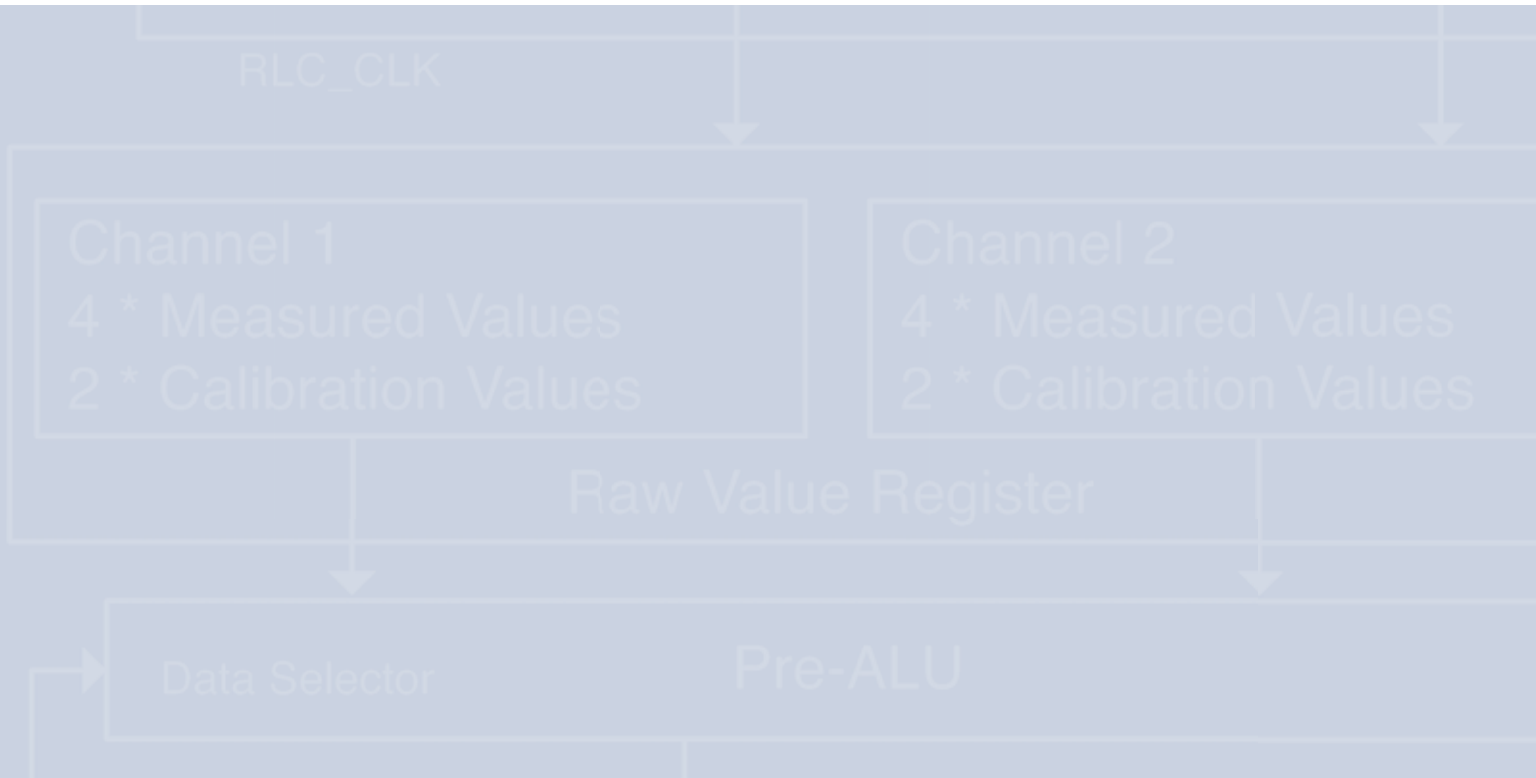 RLC_CLK
Channel 1
4 * Measured Values
2 * Calibration Values
Channel 2
4 * Measured Values
2 * Calibration Values
Raw Value Register
Data Selector
Pre-ALU